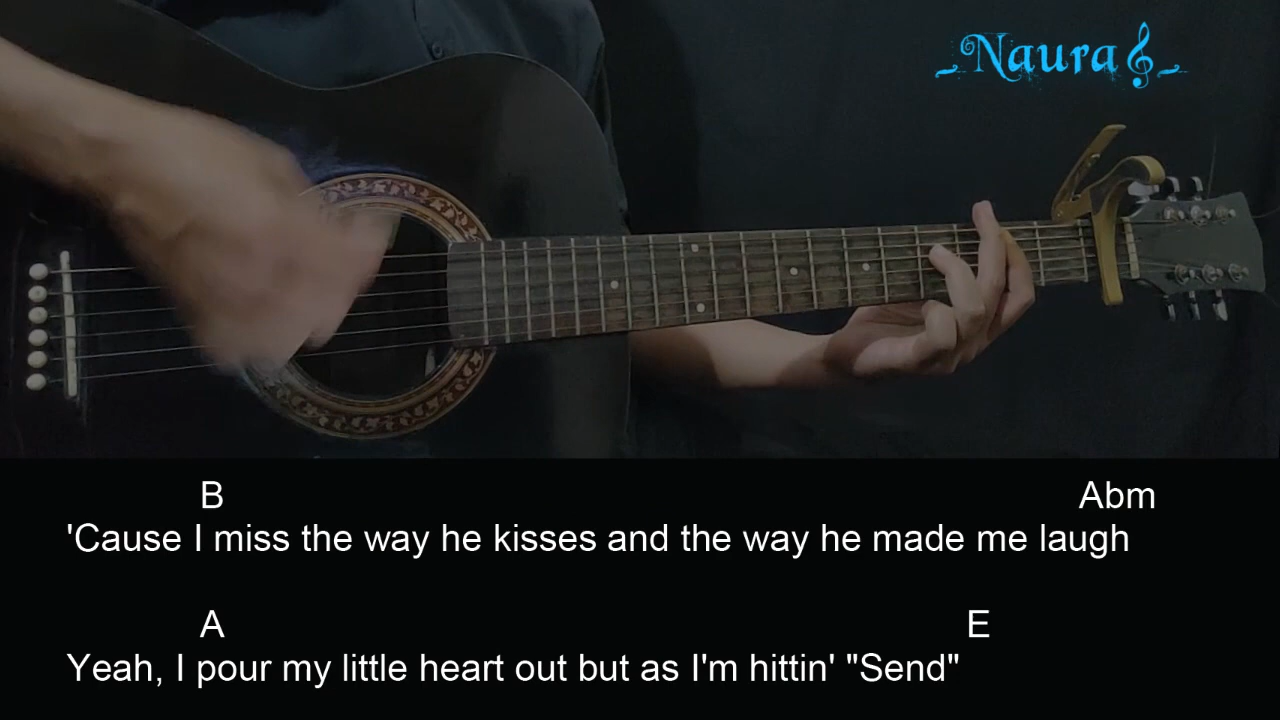 Naura
B Abm
'Cause I miss the way he kisses and the way he made me laugh
A E
Yeah, I pour my little heart out but as I'm hittin' "Send"